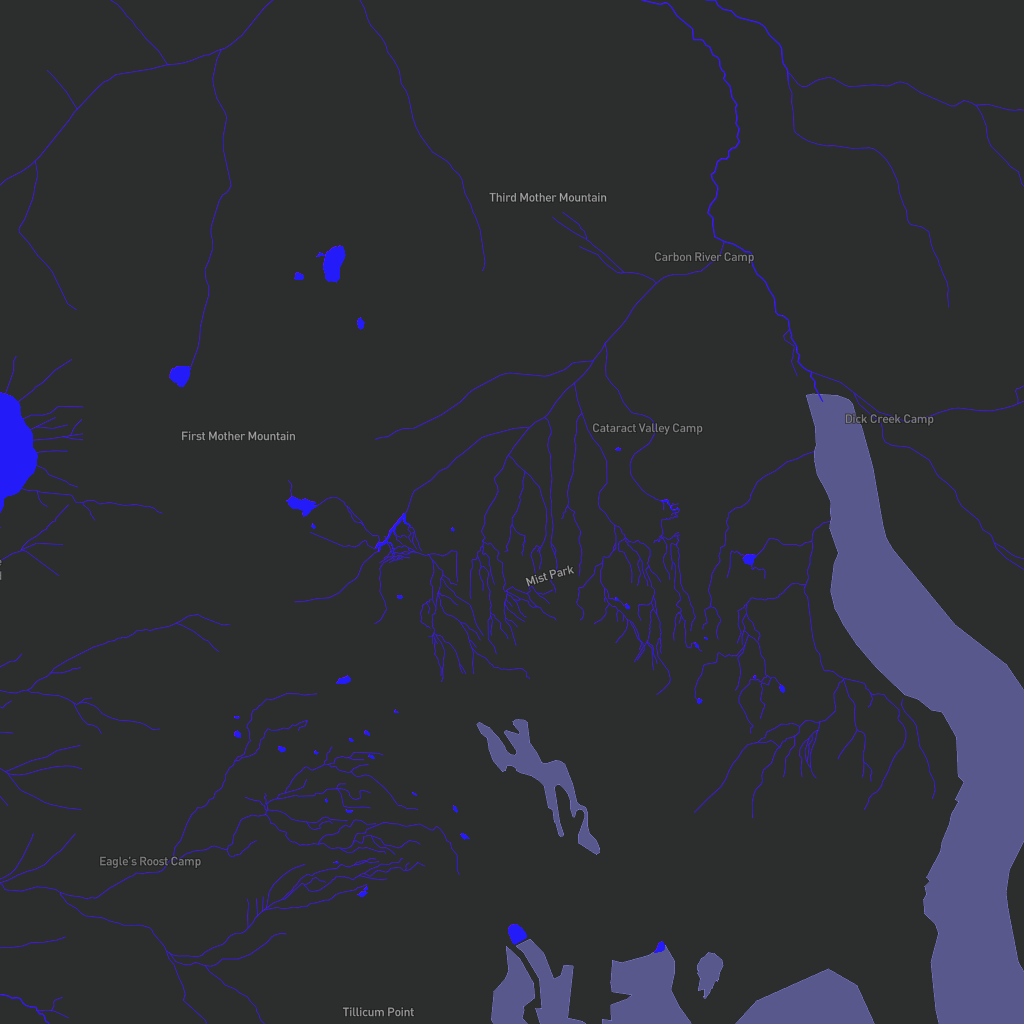 Third Mother Mountain
Carbon River Camp
Dick Creek Camp
Cataract Valley Camp
First Mother Mountain
Mist Park
Eagle's Roost Camp
Tillicum Point